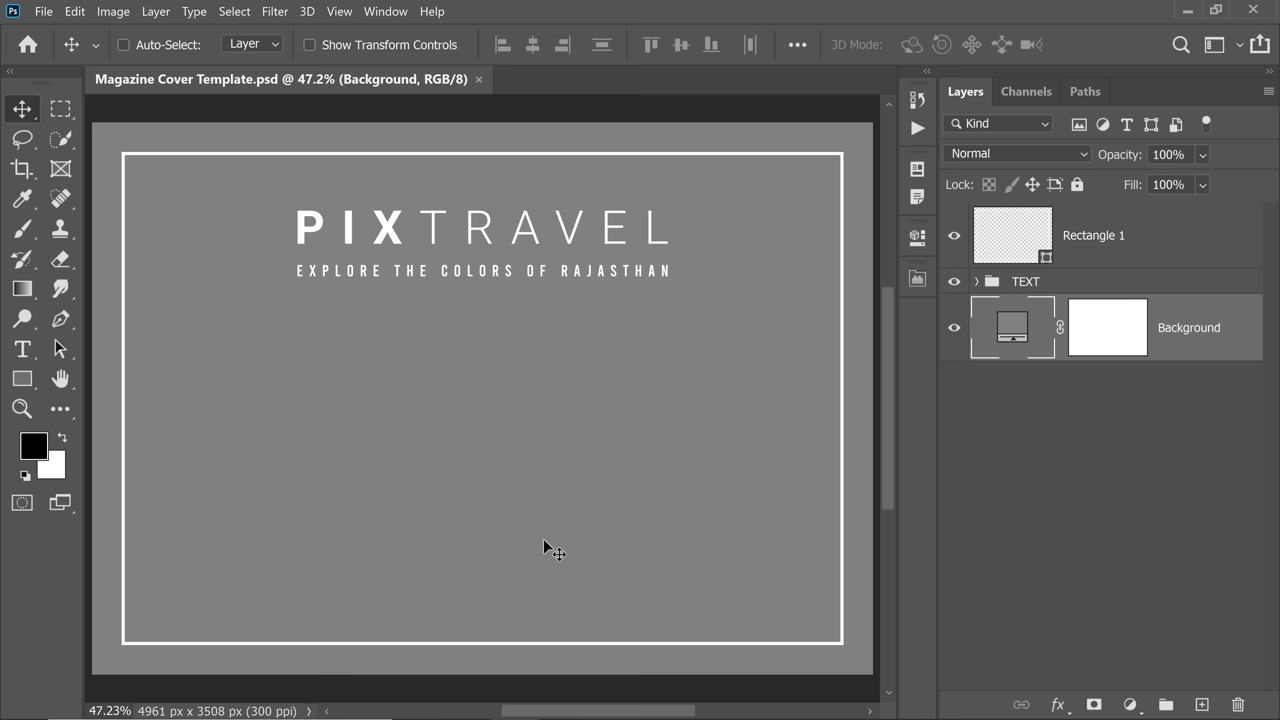 Ps File Edit Image Layer Type Select Filter 3D View Window Help
Auto-Select: Layer Show Transform Controls 3D Mode:
Magazine Cover Template.psd @ 47.2% (Background, RGB/8) ×
Layers Channels Paths
Kind
Normal Opacity: 100%
Lock: Fill: 100%
PIXTRAVEL
EXPLORE THE COLORS OF RAJASTHAN
Rectangle 1
TEXT
Background
47.23% 4961 px x 3508 px (300 ppi)
fx